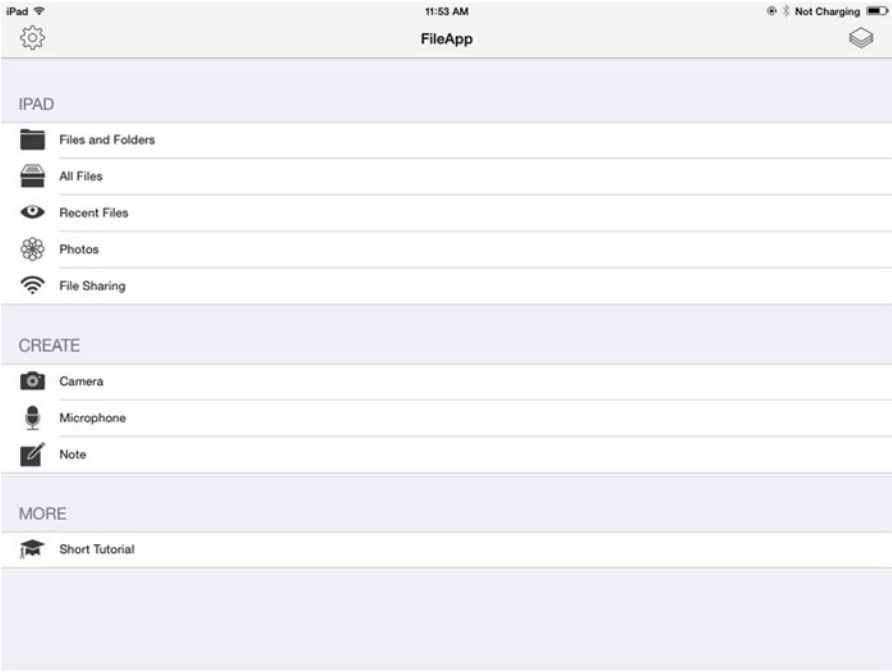 iPad 11:53 AM Not Charging
FileApp
IPAD
Files and Folders
All Files
Recent Files
Photos
File Sharing
CREATE
Camera
Microphone
Note
MORE
Short Tutorial